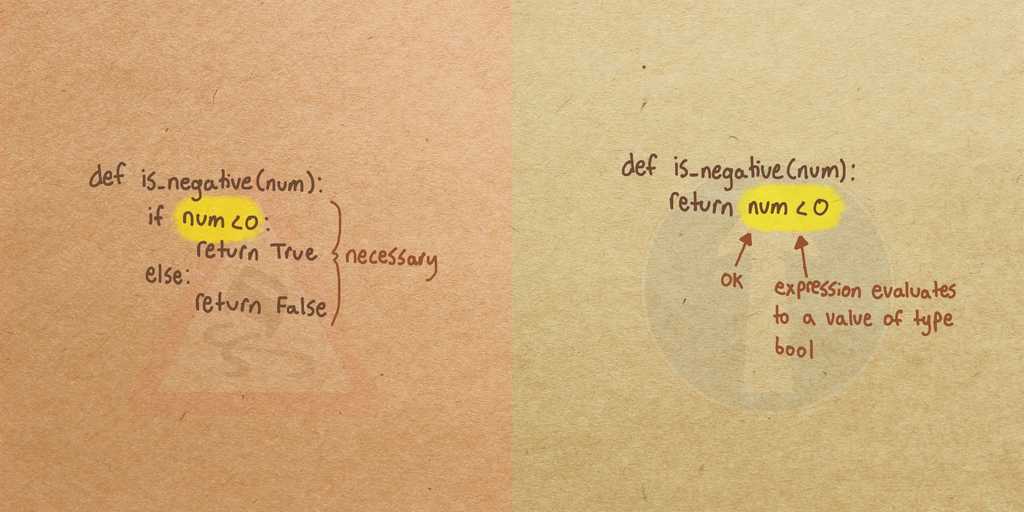 def is_negative(num):
if num < 0:
return True
else:
return False
necessary
def is_negative(num):
return num < 0
OK
expression evaluates
to a value of type
bool